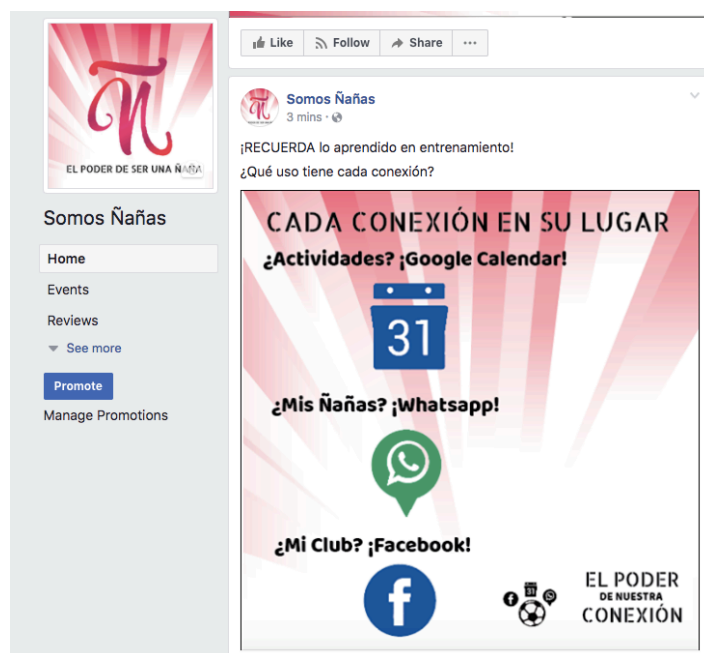 Like Follow Share ...
Ñ
EL PODER DE SER UNA ÑAÑA
Somos Ñañas
Home
Events
Reviews
See more
Promote
Manage Promotions
Somos Ñañas
3 mins
¡RECUERDA lo aprendido en entrenamiento!
¿Qué uso tiene cada conexión?
CADA CONEXIÓN EN SU LUGAR
¿Actividades? ¡Google Calendar!
31
¿Mis Ñañas? ¡Whatsapp!
¿Mi Club? ¡Facebook!
f
EL PODER
DE NUESTRA
CONEXIÓN